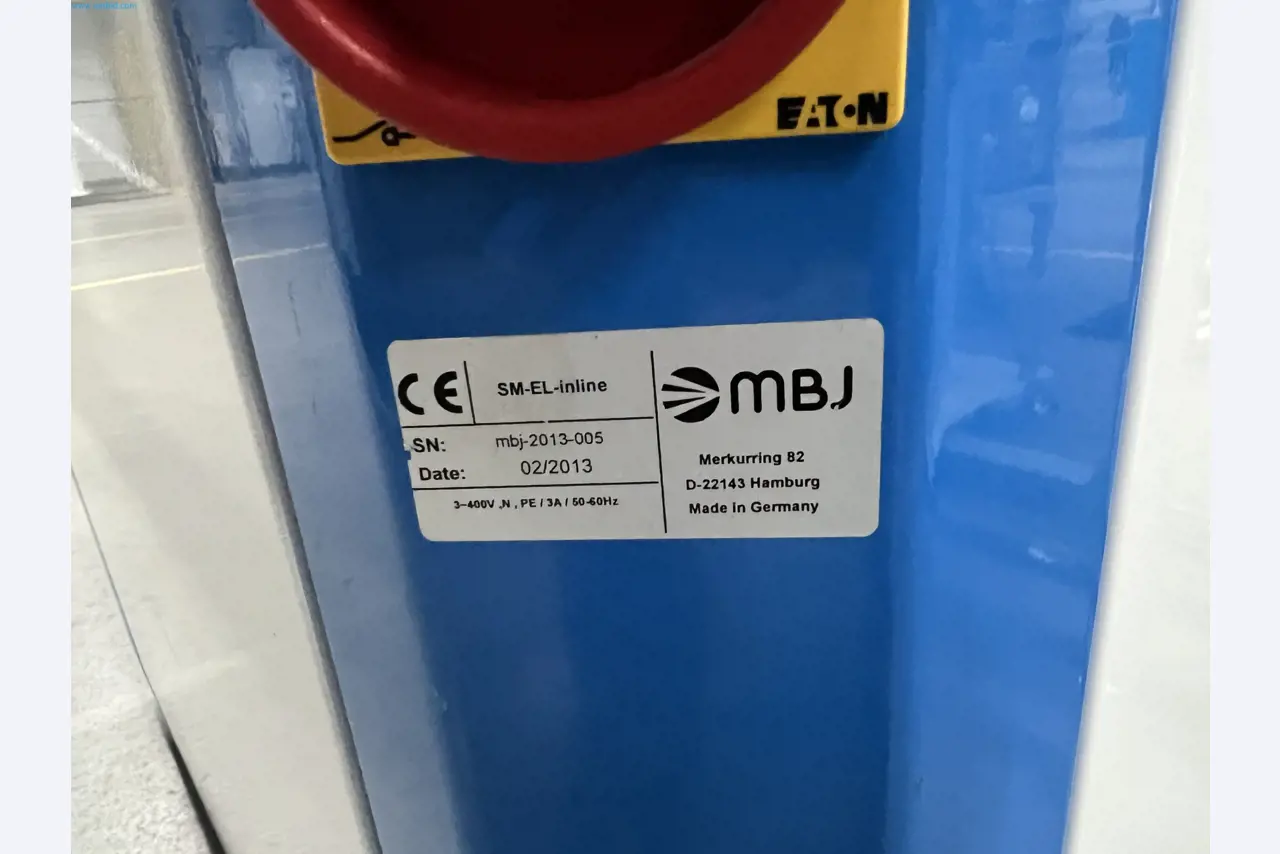 EATON
CE
SM-EL-inline
SN: mbj-2013-005
Date: 02/2013
3~400V ,N , PE / 3A / 50-60Hz
MBJ
Merkurring 82
D-22143 Hamburg
Made in Germany